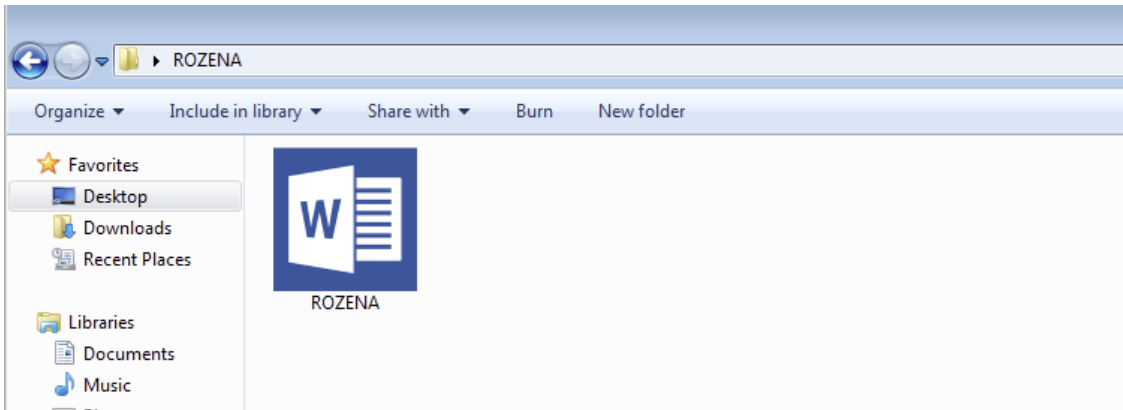 ROZENA
Organize
Include in library
Share with
Burn
New folder
Favorites
Desktop
Downloads
Recent Places
Libraries
Documents
Music
W
ROZENA